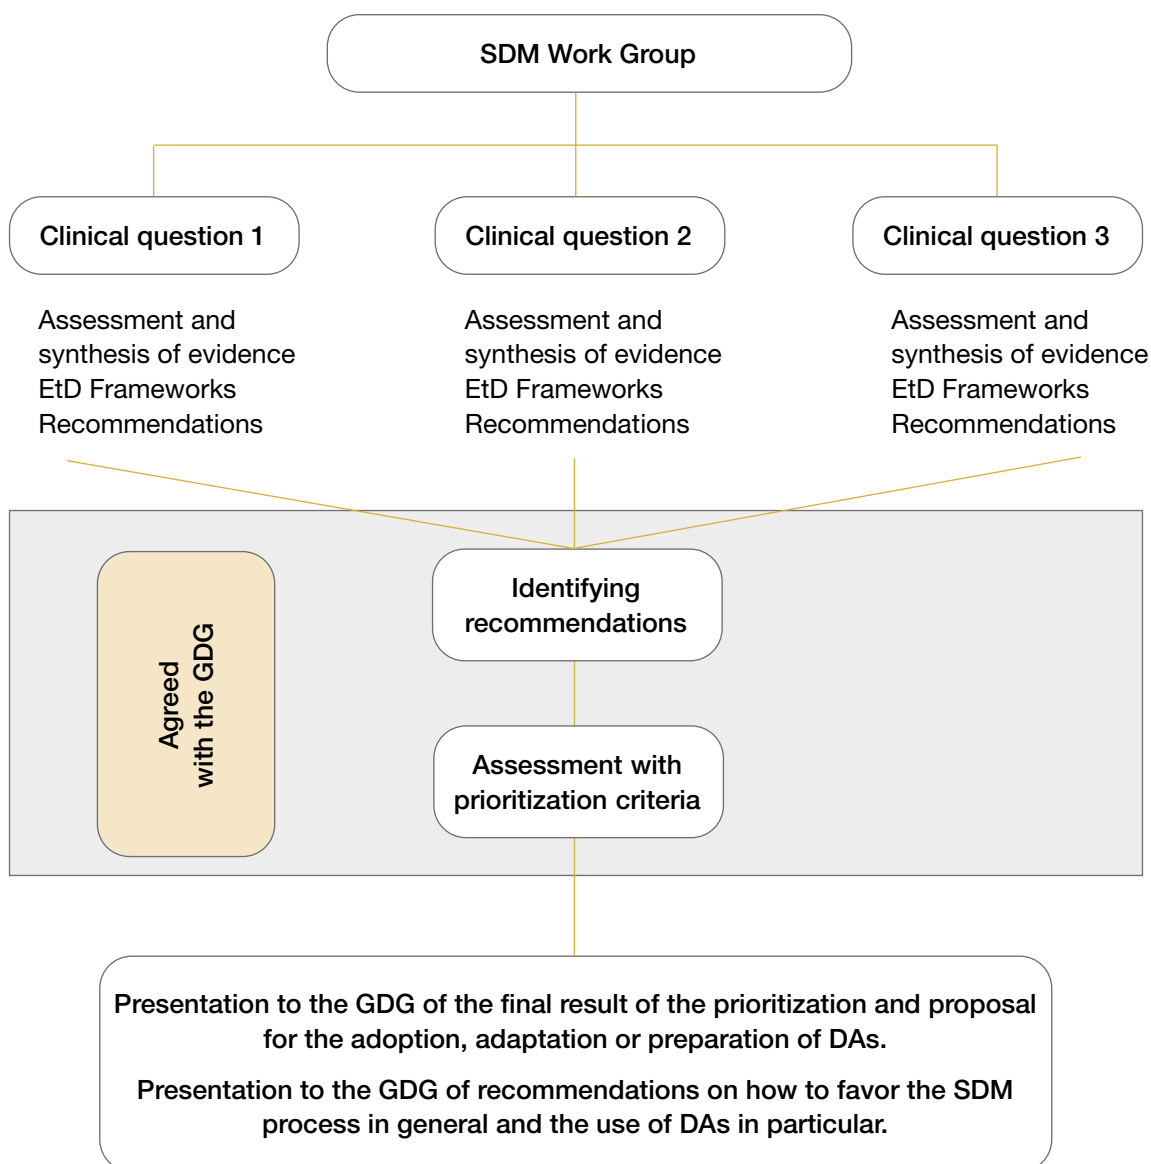 SDM Work Group
Clinical question 1
Clinical question 2
Clinical question 3
Assessment and
synthesis of evidence
EtD Frameworks
Recommendations
Assessment and
synthesis of evidence
EtD Frameworks
Recommendations
Assessment and
synthesis of evidence
EtD Frameworks
Recommendations
Agreed
with the GDG
Identifying
recommendations
Assessment with
prioritization criteria
Presentation to the GDG of the final result of the prioritization and proposal
for the adoption, adaptation or preparation of DAs.
Presentation to the GDG of recommendations on how to favor the SDM
process in general and the use of DAs in particular.